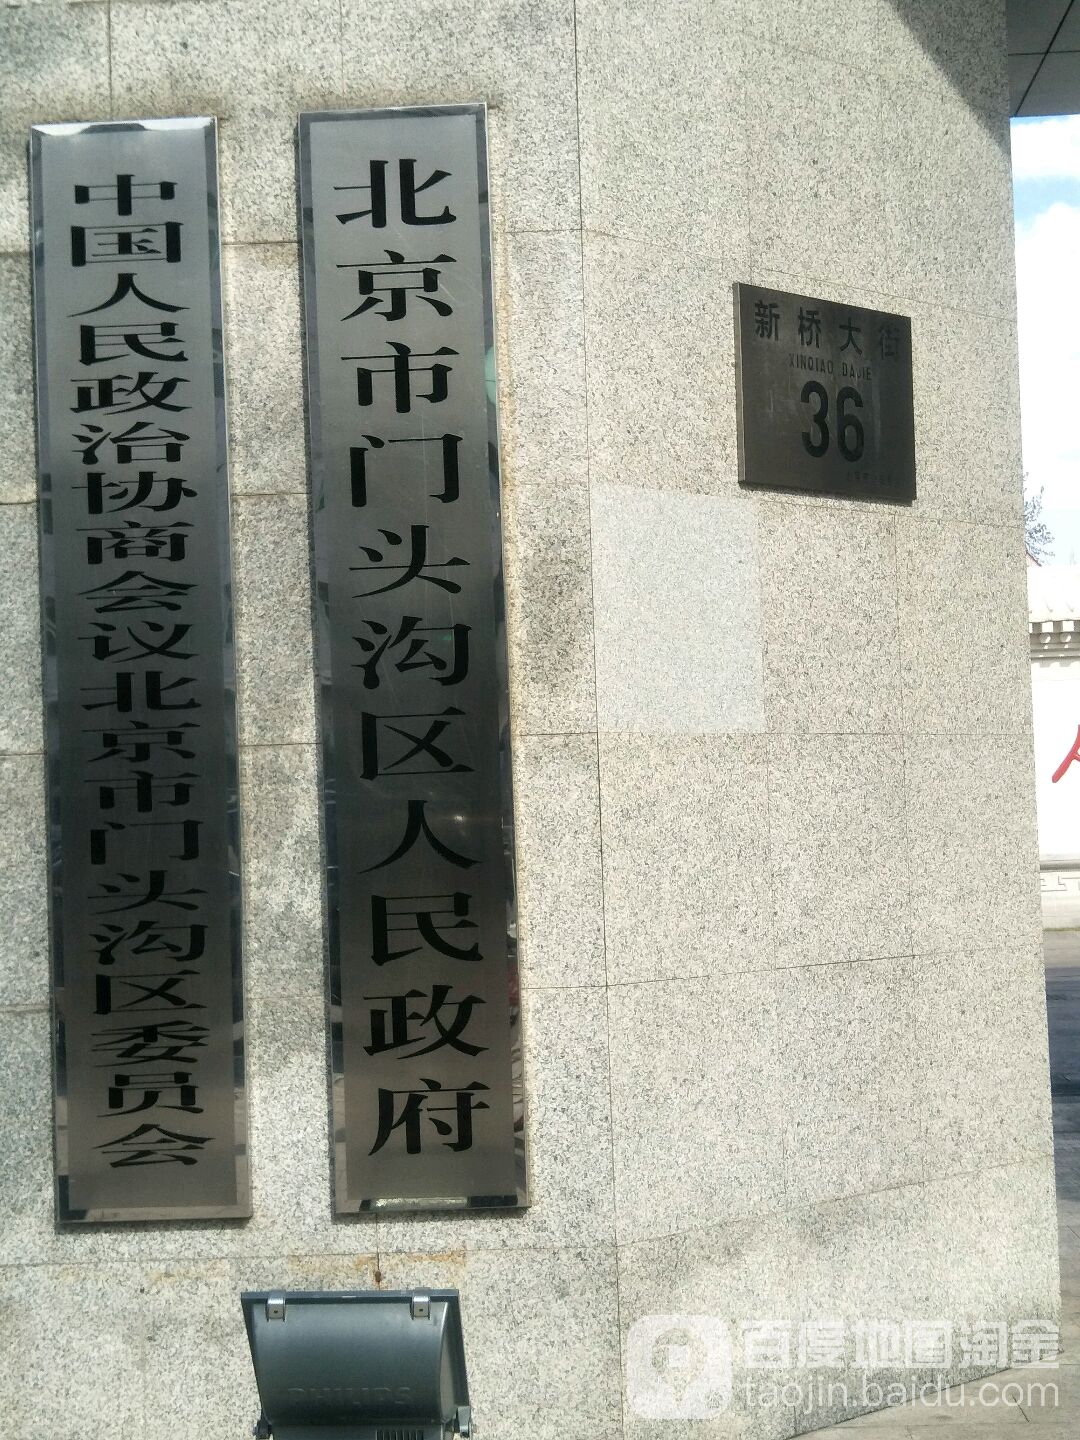 中国人民政治协商会议北京市门头沟区委员会
北京市门头沟区人民政府
新桥大街
XINQIAO DAJIE
36
PHILIPS
百度地图淘金
taojin.baidu.com